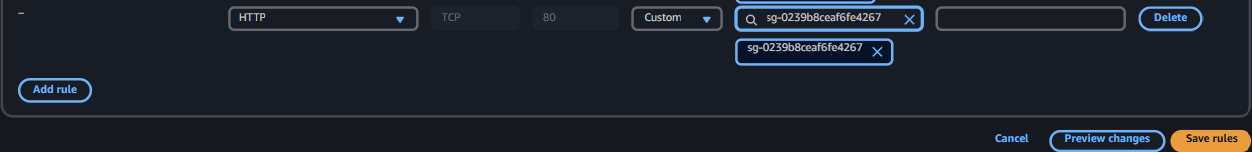 –
HTTP TCP 80 Custom sg-0239b8ceaf6fe4267 Delete
sg-0239b8ceaf6fe4267
Add rule
Cancel Preview changes Save rules